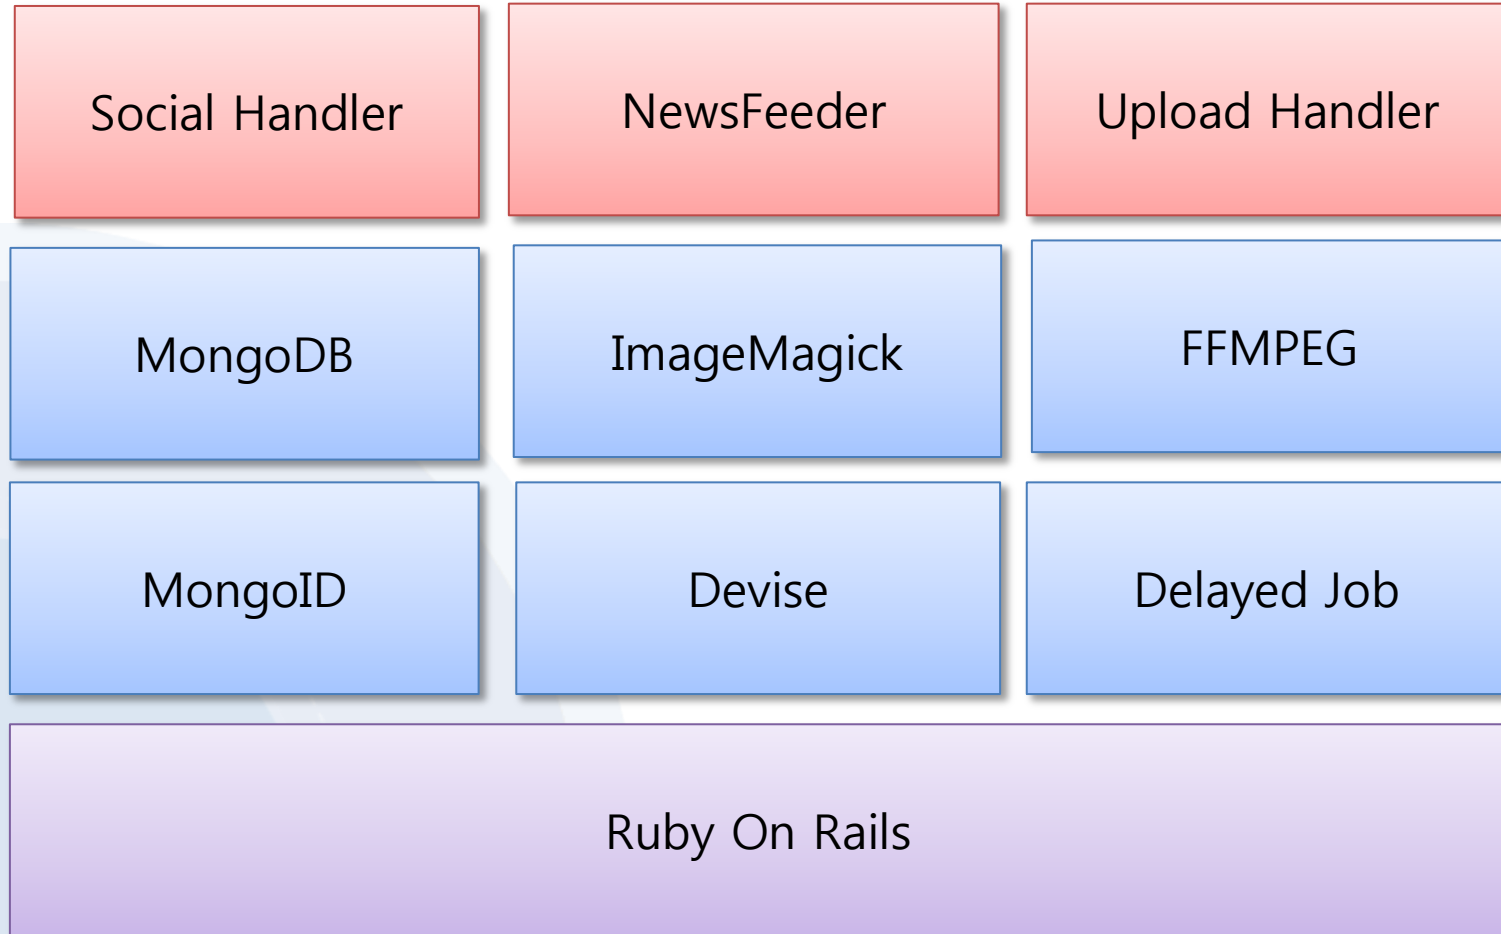 Social Handler
NewsFeeder
Upload Handler
MongoDB
ImageMagick
FFMPEG
MongoID
Devise
Delayed Job
Ruby On Rails